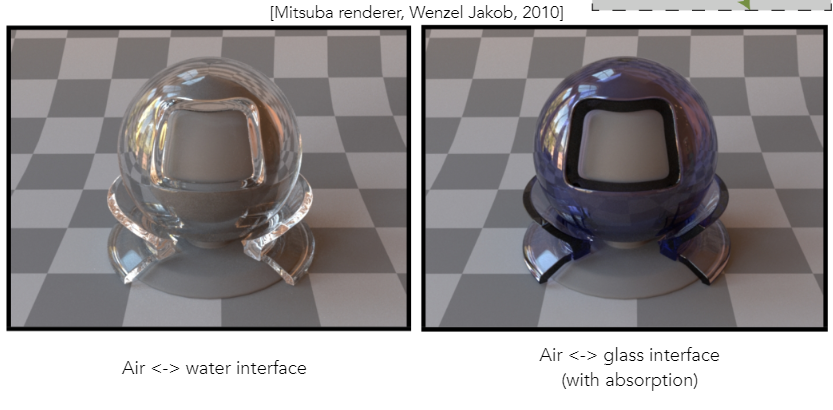 [Mitsuba renderer, Wenzel Jakob, 2010]
Air <-> water interface
Air <-> glass interface
(with absorption)